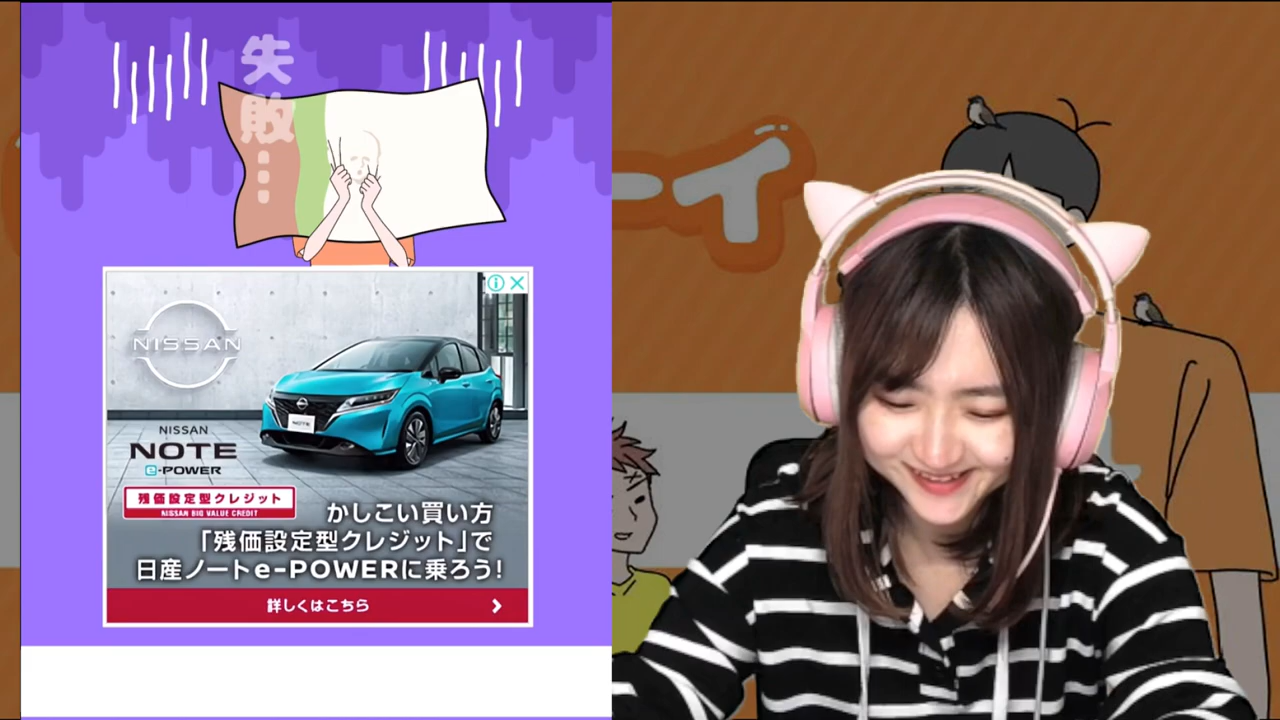 失敗……
NISSAN
NISSAN
NOTE
e-POWER
残価設定型クレジット
NISSAN BIG VALUE CREDIT
かしこい買い方
「残価設定型クレジット」で
日産ノートe-POWERに乗ろう!
詳しくはこちら
NOTE
ーイ